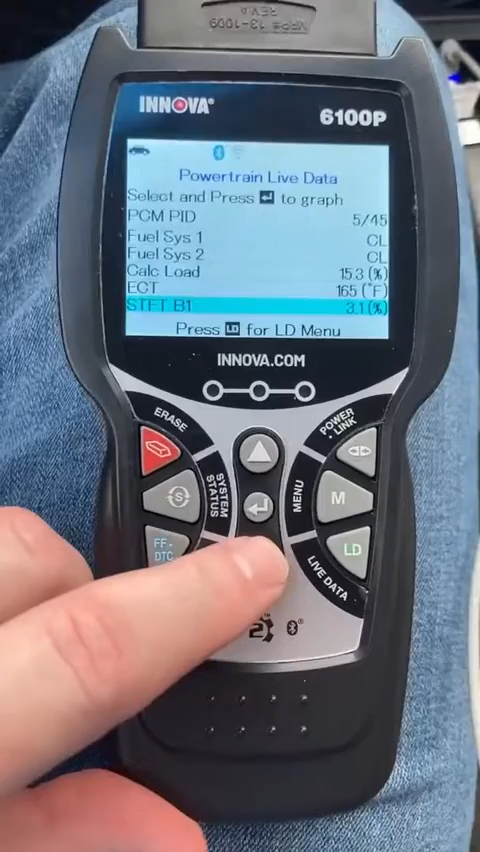 NFR# 13-1009
REV.A
INNOVA®
6100P
Powertrain Live Data
Select and Press ↵ to graph
PCM PID 5/45
Fuel Sys 1 CL
Fuel Sys 2 CL
Calc Load 15.3 (%)
ECT 165 (°F)
STFT B1 3.1 (%)
Press LD for LD Menu
INNOVA.COM
ERASE
POWER LINK
SYSTEM STATUS
MENU
S
M
FF-DTC
LD
LIVE DATA
2